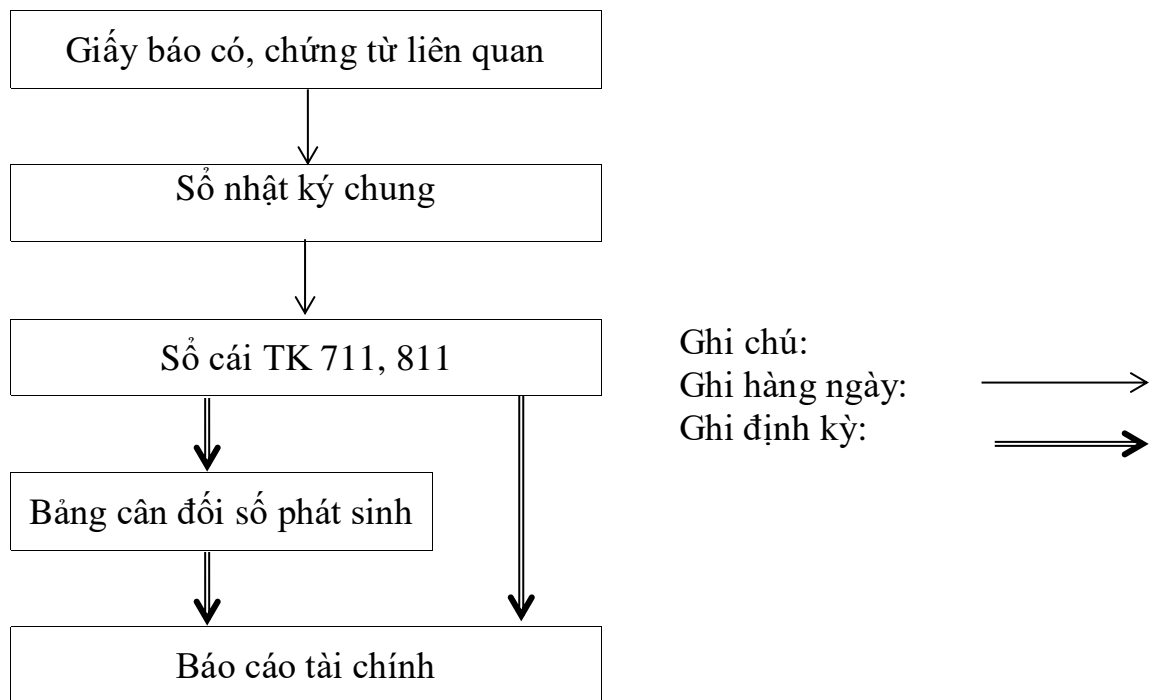 Giấy báo có, chứng từ liên quan
Sổ nhật ký chung
Sổ cái TK 711, 811
Ghi chú:
Ghi hàng ngày:
Ghi định kỳ:
Bảng cân đối số phát sinh
Báo cáo tài chính